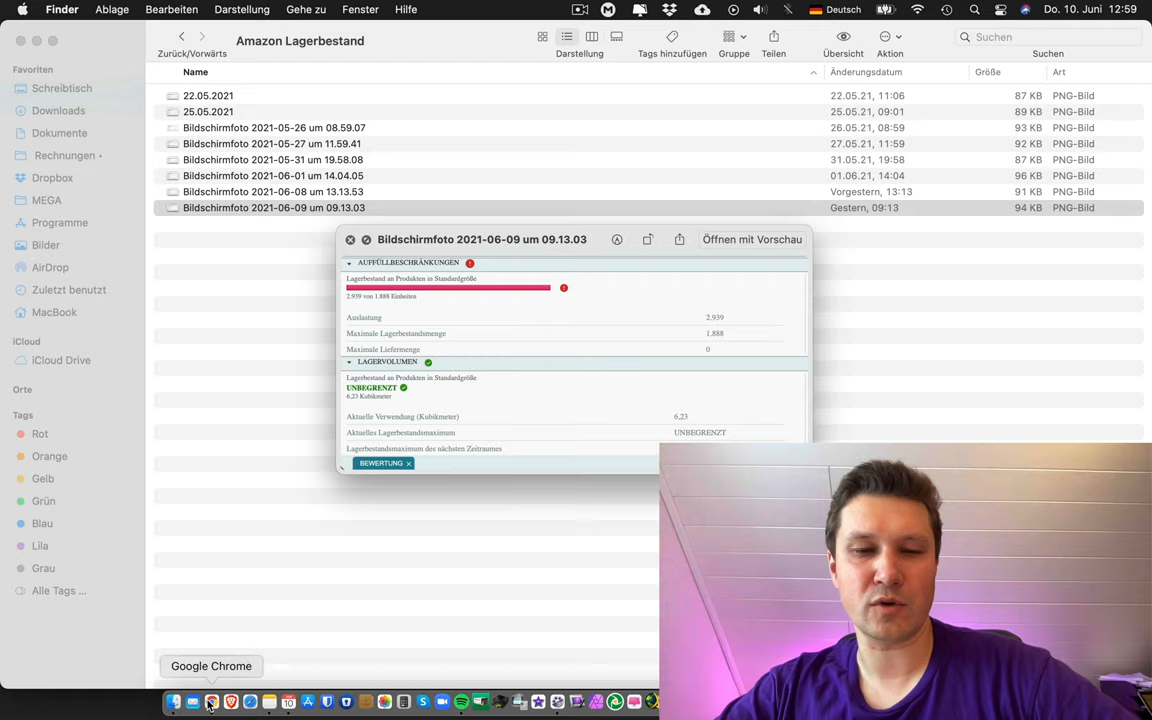 Finder Ablage Bearbeiten Darstellung Gehe zu Fenster Hilfe Deutsch Do. 10. Juni 12:59
Amazon Lagerbestand Suchen
Zurück/Vorwärts Darstellung Tags hinzufügen Gruppe Teilen Übersicht Aktion Suchen
Favoriten
Schreibtisch
Downloads
Dokumente
Rechnungen
Dropbox
MEGA
Programme
Bilder
AirDrop
Zuletzt benutzt
MacBook
iCloud
iCloud Drive
Orte
Tags
Rot
Orange
Gelb
Grün
Blau
Lila
Grau
Alle Tags ...
Name Änderungsdatum Größe Art
22.05.2021 22.05.21, 11:06 87 KB PNG-Bild
25.05.2021 25.05.21, 09:01 89 KB PNG-Bild
Bildschirmfoto 2021-05-26 um 08.59.07 26.05.21, 08:59 93 KB PNG-Bild
Bildschirmfoto 2021-05-27 um 11.59.41 27.05.21, 11:59 92 KB PNG-Bild
Bildschirmfoto 2021-05-31 um 19.58.08 31.05.21, 19:58 87 KB PNG-Bild
Bildschirmfoto 2021-06-01 um 14.04.05 01.06.21, 14:04 96 KB PNG-Bild
Bildschirmfoto 2021-06-08 um 13.13.53 Vorgestern, 13:13 91 KB PNG-Bild
Bildschirmfoto 2021-06-09 um 09.13.03 Gestern, 09:13 94 KB PNG-Bild
Bildschirmfoto 2021-06-09 um 09.13.03 Öffnen mit Vorschau
AUFFÜLLBESCHRÄNKUNGEN
Lagerbestand an Produkten in Standardgröße
2.939 von 1.888 Einheiten
Auslastung 2.939
Maximale Lagerbestandsmenge 1.888
Maximale Liefermenge 0
LAGERVOLUMEN
Lagerbestand an Produkten in Standardgröße
UNBEGRENZT
6,23 Kubikmeter
Aktuelle Verwendung (Kubikmeter) 6,23
Aktuelles Lagerbestandsmaximum UNBEGRENZT
Lagerbestandsmaximum des nächsten Zeitraumes
BEWERTUNG ×
Google Chrome
10